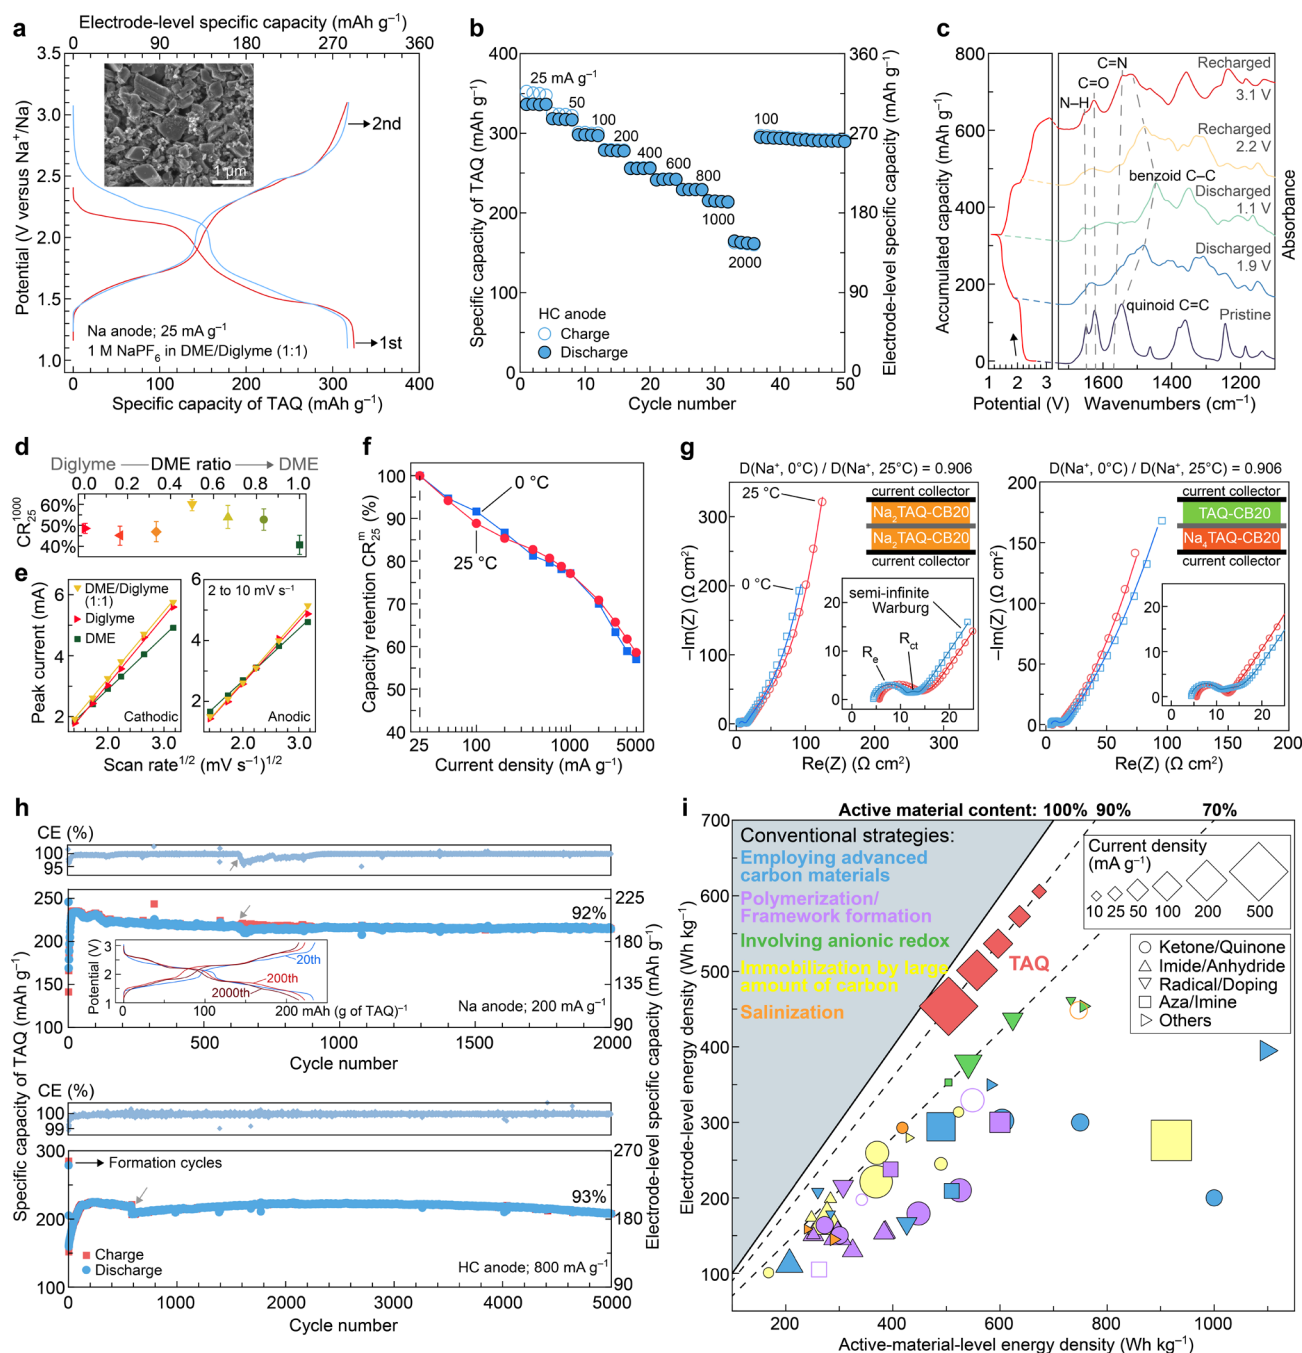 a
Electrode-level specific capacity (mAh g⁻¹)
0 90 180 270 360
3.5
3.0
2.5
2.0
1.5
1.0
Potential (V versus Na⁺/Na)
1 μm
2nd
1st
Na anode; 25 mA g⁻¹
1 M NaPF₆ in DME/Diglyme (1:1)
0 100 200 300 400
Specific capacity of TAQ (mAh g⁻¹)
b
400
300
200
100
0
Specific capacity of TAQ (mAh g⁻¹)
25 mA g⁻¹
50
100
200
400
600
800
1000
2000
100
HC anode
Charge
Discharge
0 10 20 30 40 50
Cycle number
360
270
180
90
0
Electrode-level specific capacity (mAh g⁻¹)
c
800
600
400
200
0
Accumulated capacity (mAh g⁻¹)
C=N
C=O
N–H
Recharged
3.1 V
Recharged
2.2 V
benzoid C–C
Discharged
1.1 V
Discharged
1.9 V
quinoid C=C
Pristine
1 2 3
Potential (V)
1600 1400 1200
Wavenumbers (cm⁻¹)
Absorbance
d
Diglyme DME ratio DME
0.0 0.2 0.4 0.6 0.8 1.0
60%
50%
40%
CR₂₅¹⁰⁰⁰
e
6
4
2
Peak current (mA)
DME/Diglyme
(1:1)
Diglyme
DME
Cathodic
2.0 3.0
6
4
2
2 to 10 mV s⁻¹
Anodic
2.0 3.0
Scan rate¹ᐟ² (mV s⁻¹)¹ᐟ²
f
100
90
80
70
60
50
40
Capacity retention CR₂₅ᵐ (%)
0 °C
25 °C
25 100 1000 5000
Current density (mA g⁻¹)
g
D(Na⁺, 0°C) / D(Na⁺, 25°C) = 0.906
300
200
100
0
–Im(Z) (Ω cm²)
25 °C
0 °C
current collector
Na₂TAQ-CB20
Na₂TAQ-CB20
current collector
20
10
0
semi-infinite
Warburg
R_ct
R_e
0 10 20
0 100 200 300
Re(Z) (Ω cm²)
D(Na⁺, 0°C) / D(Na⁺, 25°C) = 0.906
200
150
100
50
0
–Im(Z) (Ω cm²)
current collector
TAQ-CB20
Na₄TAQ-CB20
current collector
20
10
0
0 10 20
0 25 50 75 100
Re(Z) (Ω cm²)
h
CE (%)
100
95
250
200
150
100
92%
225
180
135
90
Potential (V)
3
2
1
20th
200th
2000th
0 100 200
mAh (g of TAQ)⁻¹
Na anode; 200 mA g⁻¹
0 500 1000 1500 2000
Cycle number
Specific capacity of TAQ (mAh g⁻¹)
Electrode-level specific capacity (mAh g⁻¹)
CE (%)
100
99
300
200
100
Formation cycles
93%
270
180
90
Charge
Discharge
HC anode; 800 mA g⁻¹
0 1000 2000 3000 4000 5000
Cycle number
i
Active material content: 100% 90% 70%
700
600
500
400
300
200
100
Electrode-level energy density (Wh kg⁻¹)
Conventional strategies:
Employing advanced
carbon materials
Polymerization/
Framework formation
Involving anionic redox
Immobilization by large
amount of carbon
Salinization
TAQ
Current density
(mA g⁻¹)
10 25 50 100 200 500
Ketone/Quinone
Imide/Anhydride
Radical/Doping
Aza/Imine
Others
200 400 600 800 1000
Active-material-level energy density (Wh kg⁻¹)